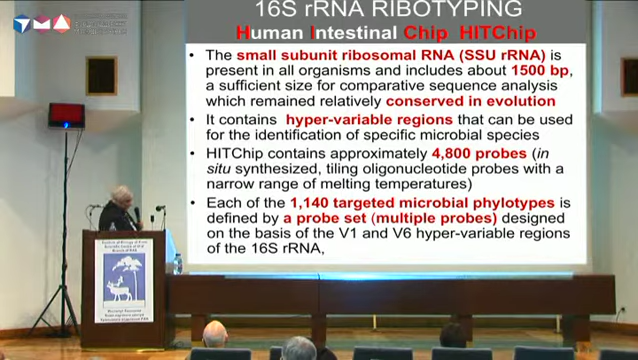 TMA
16S rRNA RIBOTYPING
Human Intestinal Chip HITChip
• The small subunit ribosomal RNA (SSU rRNA) is
present in all organisms and includes about 1500 bp,
a sufficient size for comparative sequence analysis
which remained relatively conserved in evolution
• It contains hyper-variable regions that can be used
for the identification of specific microbial species
• HITChip contains approximately 4,800 probes (in
situ synthesized, tiling oligonucleotide probes with a
narrow range of melting temperatures)
• Each of the 1,140 targeted microbial phylotypes is
defined by a probe set (multiple probes) designed
on the basis of the V1 and V6 hyper-variable regions
of the 16S rRNA,